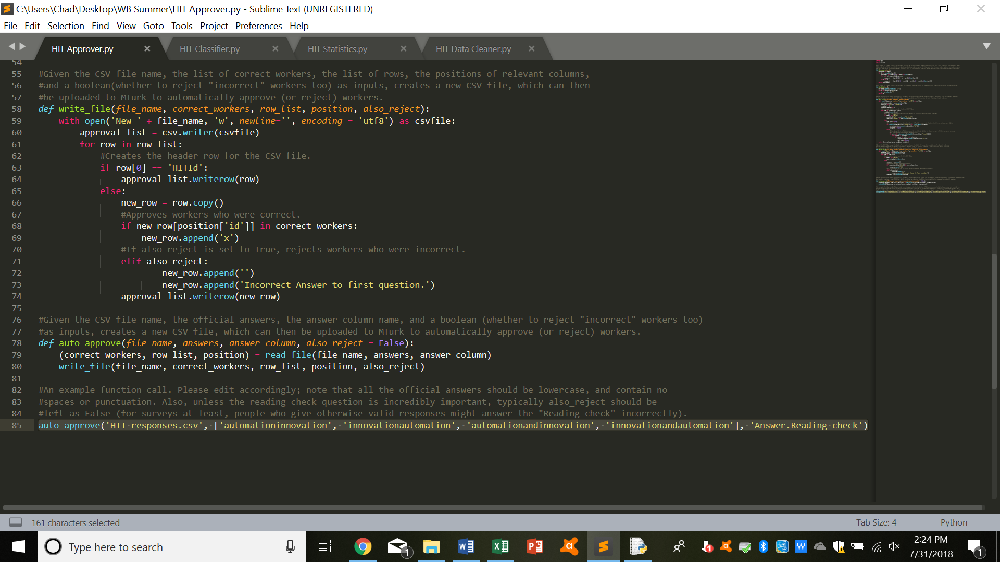 C:\Users\Chad\Desktop\WB Summer\HIT Approver.py - Sublime Text (UNREGISTERED)
File Edit Selection Find View Goto Tools Project Preferences Help
HIT Approver.py HIT Classifier.py HIT Statistics.py HIT Data Cleaner.py
54
55 #Given the CSV file name, the list of correct workers, the list of rows, the positions of relevant columns,
56 #and a boolean(whether to reject "incorrect" workers too) as inputs, creates a new CSV file, which can then
57 #be uploaded to MTurk to automatically approve (or reject) workers.
58 def write_file(file_name, correct_workers, row_list, position, also_reject):
59 with open('New ' + file_name, 'w', newline='', encoding = 'utf8') as csvfile:
60 approval_list = csv.writer(csvfile)
61 for row in row_list:
62 #Creates the header row for the CSV file.
63 if row[0] == 'HITId':
64 approval_list.writerow(row)
65 else:
66 new_row = row.copy()
67 #Approves workers who were correct.
68 if new_row[position['id']] in correct_workers:
69 new_row.append('x')
70 #If also_reject is set to True, rejects workers who were incorrect.
71 elif also_reject:
72 new_row.append('')
73 new_row.append('Incorrect Answer to first question.')
74 approval_list.writerow(new_row)
75
76 #Given the CSV file name, the official answers, the answer column name, and a boolean (whether to reject "incorrect" workers too)
77 #as inputs, creates a new CSV file, which can then be uploaded to MTurk to automatically approve (or reject) workers.
78 def auto_approve(file_name, answers, answer_column, also_reject = False):
79 (correct_workers, row_list, position) = read_file(file_name, answers, answer_column)
80 write_file(file_name, correct_workers, row_list, position, also_reject)
81
82 #An example function call. Please edit accordingly; note that all the official answers should be lowercase, and contain no
83 #spaces or punctuation. Also, unless the reading check question is incredibly important, typically also_reject should be
84 #left as False (for surveys at least, people who give otherwise valid responses might answer the "Reading check" incorrectly).
85 auto_approve('HIT responses.csv', ['automationinnovation', 'innovationautomation', 'automationandinnovation', 'innovationandautomation'], 'Answer.Reading check')
161 characters selected Tab Size: 4 Python
Type here to search
2:24 PM
7/31/2018